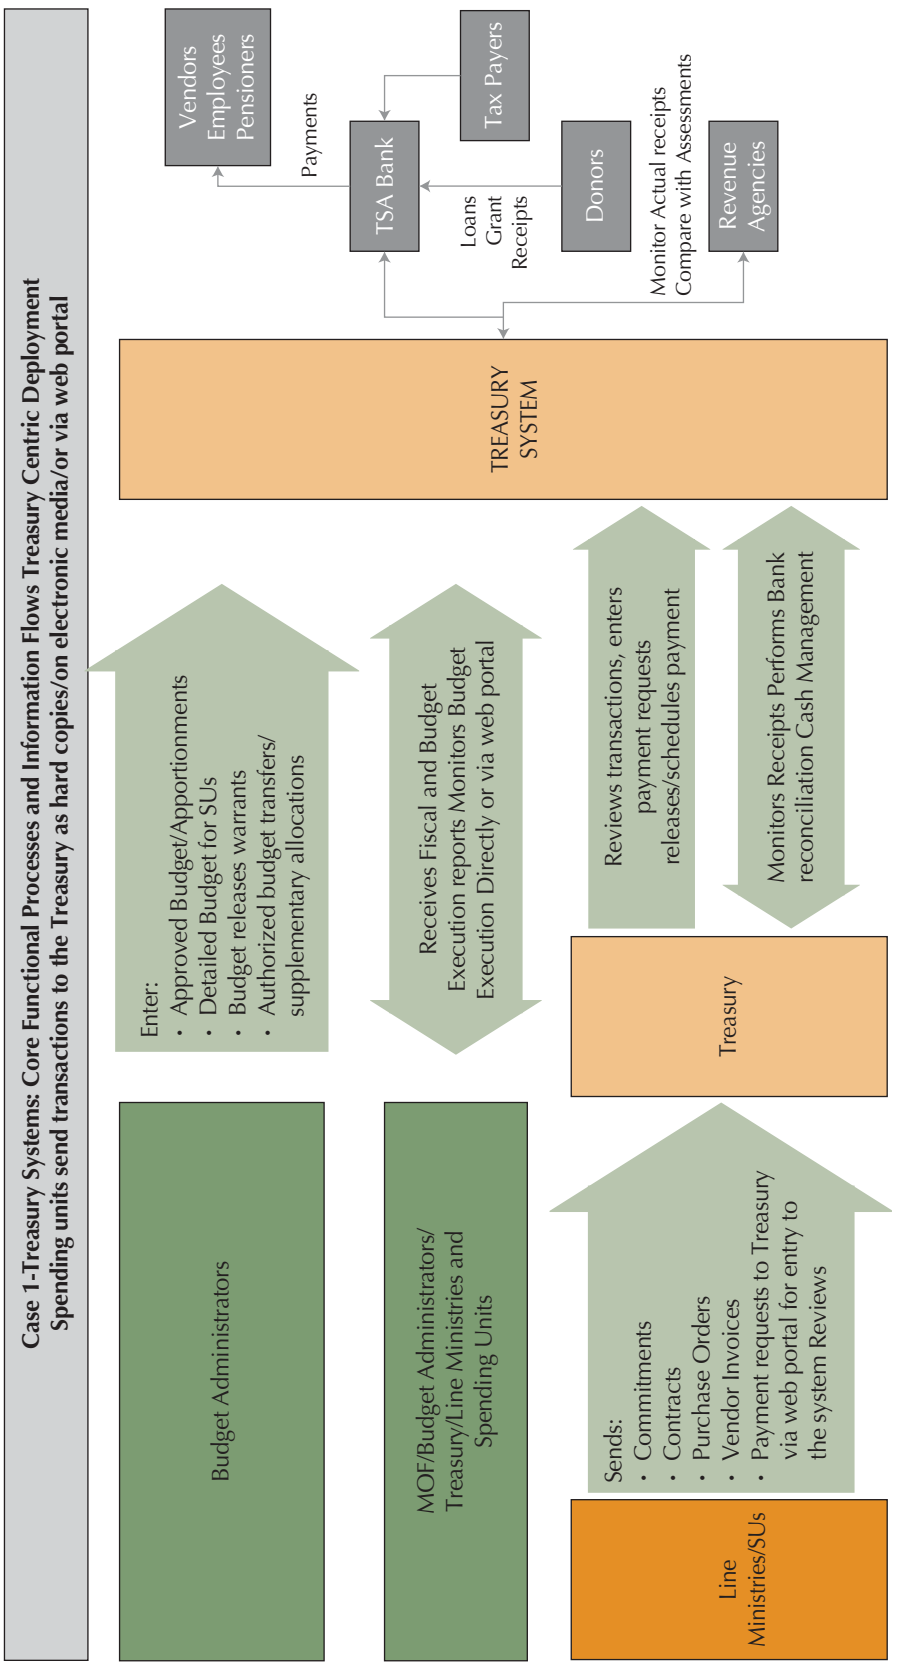 Case 1-Treasury Systems: Core Functional Processes and Information Flows Treasury Centric Deployment
Spending units send transactions to the Treasury as hard copies/on electronic media/or via web portal
Budget Administrators
Enter:
• Approved Budget/Apportionments
• Detailed Budget for SUs
• Budget releases warrants
• Authorized budget transfers/
supplementary allocations
MOF/Budget Administrators/
Treasury/Line Ministries and
Spending Units
Receives Fiscal and Budget
Execution reports Monitors Budget
Execution Directly or via web portal
Line
Ministries/SUs
Sends:
• Commitments
• Contracts
• Purchase Orders
• Vendor Invoices
• Payment requests to Treasury
via web portal for entry to
the system Reviews
Treasury
Reviews transactions, enters
payment requests
releases/schedules payment
Monitors Receipts Performs Bank
reconciliation Cash Management
TREASURY
SYSTEM
Vendors
Employees
Pensioners
Payments
TSA Bank
Tax Payers
Loans
Grant
Receipts
Donors
Monitor Actual receipts
Compare with Assessments
Revenue
Agencies